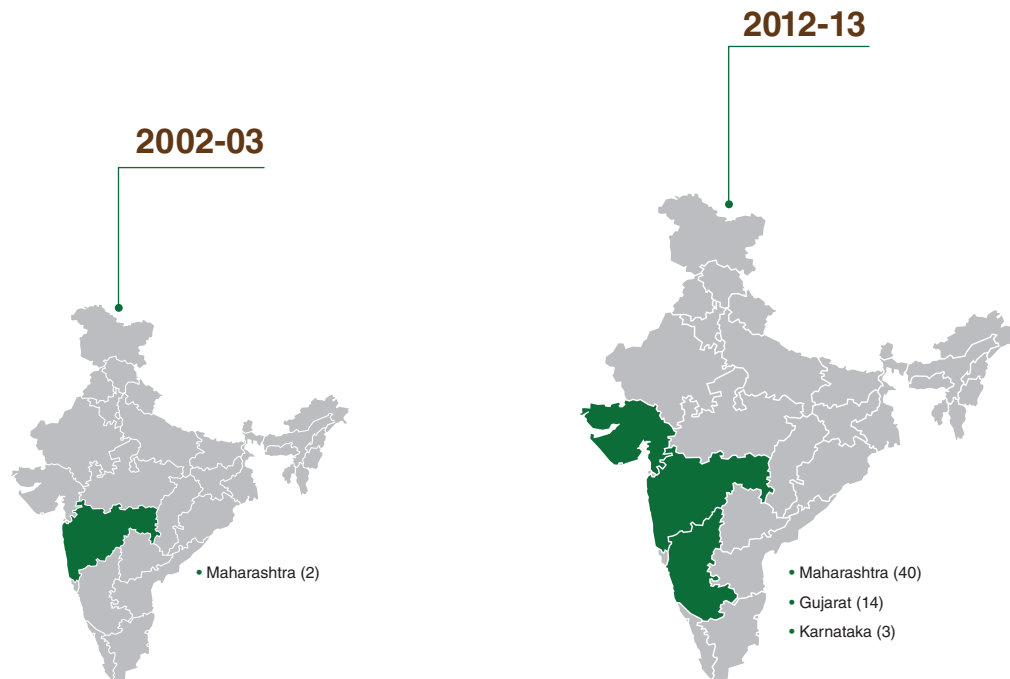 2002-03
• Maharashtra (2)
2012-13
• Maharashtra (40)
• Gujarat (14)
• Karnataka (3)